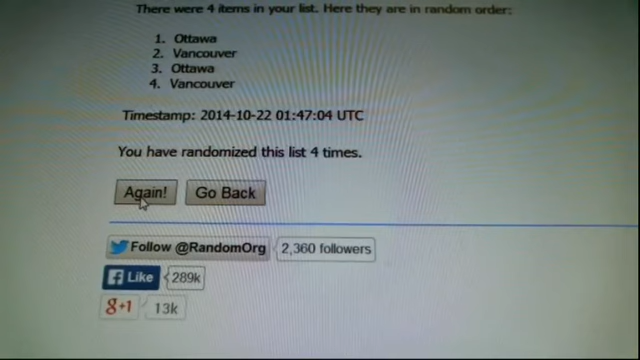 There were 4 items in your list. Here they are in random order:
1. Ottawa
2. Vancouver
3. Ottawa
4. Vancouver
Timestamp: 2014-10-22 01:47:04 UTC
You have randomized this list 4 times.
Again! Go Back
Follow @RandomOrg 2,360 followers
f Like 289k
g+1 13k